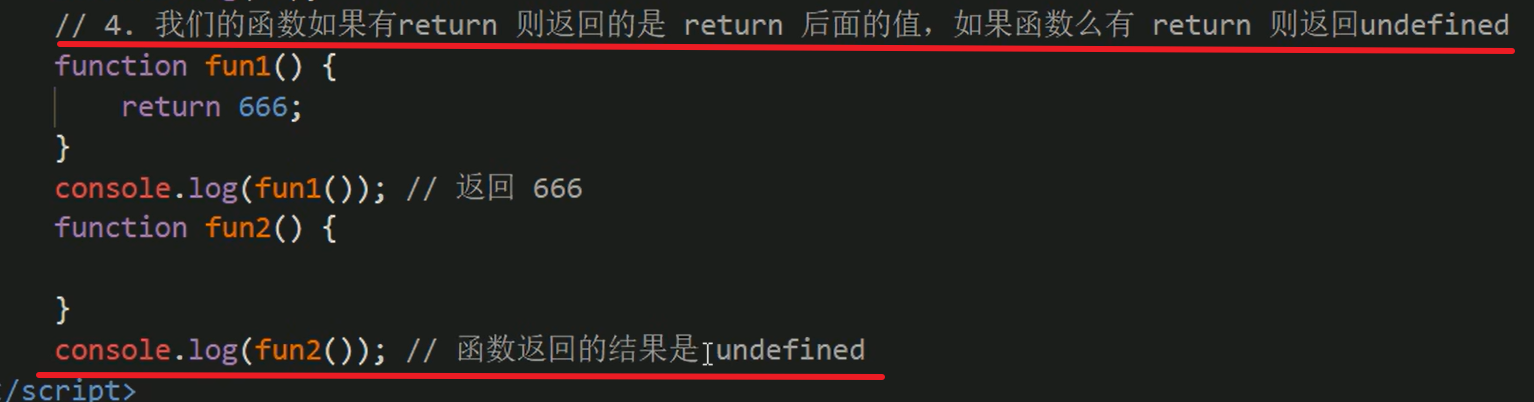 // 4. 我们的函数如果有return 则返回的是 return 后面的值，如果函数么有 return 则返回undefined
function fun1() {
return 666;
}
console.log(fun1()); // 返回 666
function fun2() {
}
console.log(fun2()); // 函数返回的结果是 undefined
/script>